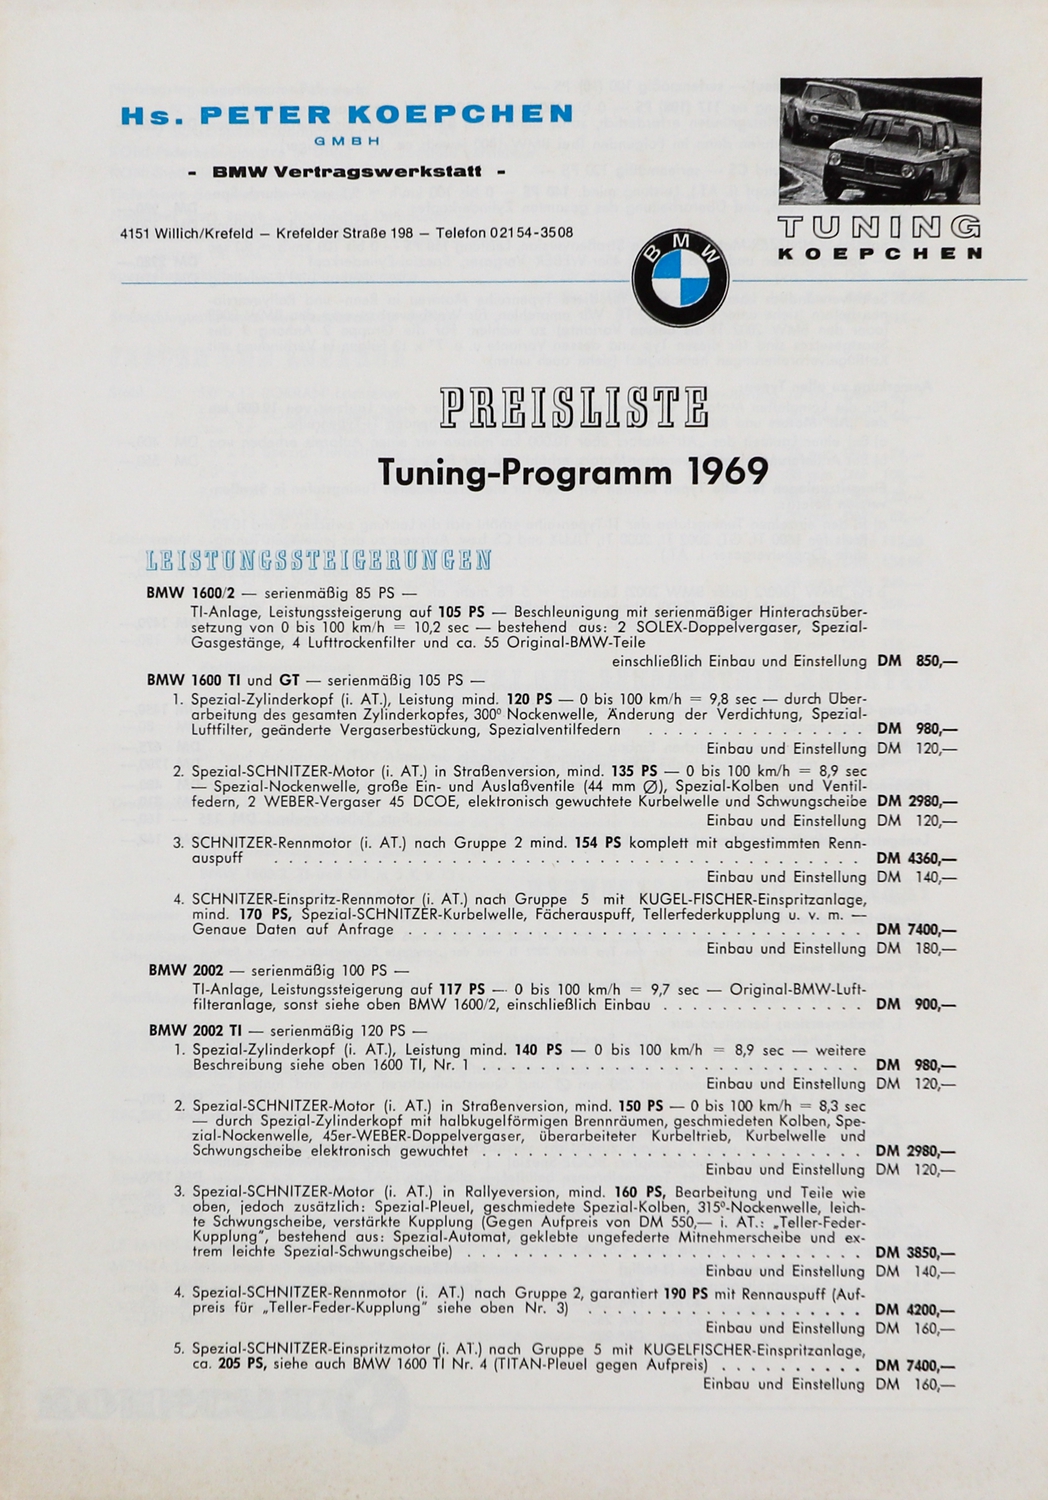 Hs. PETER KOEPCHEN
GMBH
- BMW Vertragswerkstatt -
4151 Willich/Krefeld — Krefelder Straße 198 — Telefon 02154-3508
TUNING
KOEPCHEN
BMW
PREISLISTE
Tuning-Programm 1969
LEISTUNGSSTEIGERUNGEN
BMW 1600/2 — serienmäßig 85 PS —
TI-Anlage, Leistungssteigerung auf 105 PS — Beschleunigung mit serienmäßiger Hinterachsüber-
setzung von 0 bis 100 km/h = 10,2 sec — bestehend aus: 2 SOLEX-Doppelvergaser, Spezial-
Gasgestänge, 4 Lufttrockenfilter und ca. 55 Original-BMW-Teile
einschließlich Einbau und Einstellung DM 850,—
BMW 1600 TI und GT — serienmäßig 105 PS —
1. Spezial-Zylinderkopf (i. AT.), Leistung mind. 120 PS — 0 bis 100 km/h = 9,8 sec — durch Über-
arbeitung des gesamten Zylinderkopfes, 300° Nockenwelle, Änderung der Verdichtung, Spezial-
Luftfilter, geänderte Vergaserbestückung, Spezialventilfedern . . . . . . . . . . . . . . . DM 980,—
Einbau und Einstellung DM 120,—
2. Spezial-SCHNITZER-Motor (i. AT.) in Straßenversion, mind. 135 PS — 0 bis 100 km/h = 8,9 sec
— Spezial-Nockenwelle, große Ein- und Auslaßventile (44 mm Ø), Spezial-Kolben und Ventil-
federn, 2 WEBER-Vergaser 45 DCOE, elektronisch gewuchtete Kurbelwelle und Schwungscheibe DM 2980,—
Einbau und Einstellung DM 120,—
3. SCHNITZER-Rennmotor (i. AT.) nach Gruppe 2 mind. 154 PS komplett mit abgestimmten Renn-
auspuff . . . . . . . . . . . . . . . . . . . . . . . . . . . . . . . . . . . . . . . . . . . . . . . . DM 4360,—
Einbau und Einstellung DM 140,—
4. SCHNITZER-Einspritz-Rennmotor (i. AT.) nach Gruppe 5 mit KUGEL-FISCHER-Einspritzanlage,
mind. 170 PS, Spezial-SCHNITZER-Kurbelwelle, Fächerauspuff, Tellerfederkupplung u. v. m. —
Genaue Daten auf Anfrage . . . . . . . . . . . . . . . . . . . . . . . . . . . . . . . . . . . . . DM 7400,—
Einbau und Einstellung DM 180,—
BMW 2002 — serienmäßig 100 PS —
TI-Anlage, Leistungssteigerung auf 117 PS — 0 bis 100 km/h = 9,7 sec — Original-BMW-Luft-
filteranlage, sonst siehe oben BMW 1600/2, einschließlich Einbau . . . . . . . . . . . . . . DM 900,—
BMW 2002 TI — serienmäßig 120 PS —
1. Spezial-Zylinderkopf (i. AT.), Leistung mind. 140 PS — 0 bis 100 km/h = 8,9 sec — weitere
Beschreibung siehe oben 1600 TI, Nr. 1 . . . . . . . . . . . . . . . . . . . . . . . . . . . . . . DM 980,—
Einbau und Einstellung DM 120,—
2. Spezial-SCHNITZER-Motor (i. AT.) in Straßenversion, mind. 150 PS — 0 bis 100 km/h = 8,3 sec
— durch Spezial-Zylinderkopf mit halbkugelförmigen Brennräumen, geschmiedeten Kolben, Spe-
zial-Nockenwelle, 45er-WEBER-Doppelvergaser, überarbeiteter Kurbeltrieb, Kurbelwelle und
Schwungscheibe elektronisch gewuchtet . . . . . . . . . . . . . . . . . . . . . . . . . . . . . . DM 2980,—
Einbau und Einstellung DM 120,—
3. Spezial-SCHNITZER-Motor (i. AT.) in Rallyeversion, mind. 160 PS, Bearbeitung und Teile wie
oben, jedoch zusätzlich: Spezial-Pleuel, geschmiedete Spezial-Kolben, 315°-Nockenwelle, leich-
te Schwungscheibe, verstärkte Kupplung (Gegen Aufpreis von DM 550,— i. AT.: „Teller-Feder-
Kupplung", bestehend aus: Spezial-Automat, geklebte ungefederte Mitnehmerscheibe und ex-
trem leichte Spezial-Schwungscheibe) . . . . . . . . . . . . . . . . . . . . . . . . . . . . . . . DM 3850,—
Einbau und Einstellung DM 140,—
4. Spezial-SCHNITZER-Rennmotor (i. AT.) nach Gruppe 2, garantiert 190 PS mit Rennauspuff (Auf-
preis für „Teller-Feder-Kupplung" siehe oben Nr. 3) . . . . . . . . . . . . . . . . . . . . . DM 4200,—
Einbau und Einstellung DM 160,—
5. Spezial-SCHNITZER-Einspritzmotor (i. AT.) nach Gruppe 5 mit KUGELFISCHER-Einspritzanlage,
ca. 205 PS, siehe auch BMW 1600 TI Nr. 4 (TITAN-Pleuel gegen Aufpreis) . . . . . . . . . . DM 7400,—
Einbau und Einstellung DM 160,—